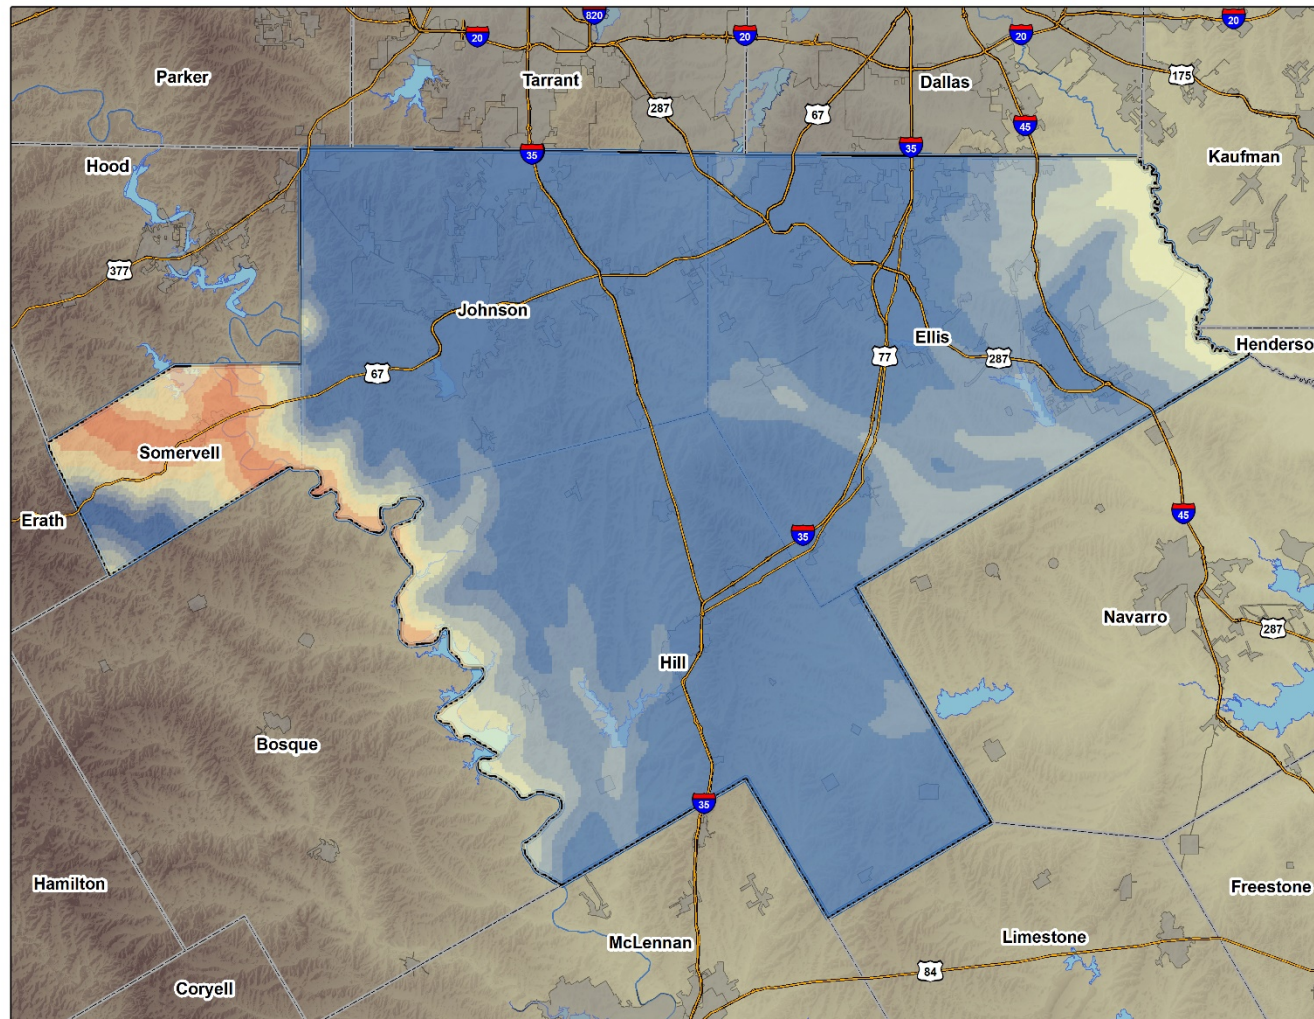 820
20
20
20
20
Parker
Tarrant
Dallas
175
287
67
45
35
35
Hood
Kaufman
377
Johnson
Ellis
Henderso
77
287
67
Somervell
Erath
45
35
Navarro
287
Hill
Bosque
35
Hamilton
Freestone
McLennan
Limestone
84
Coryell